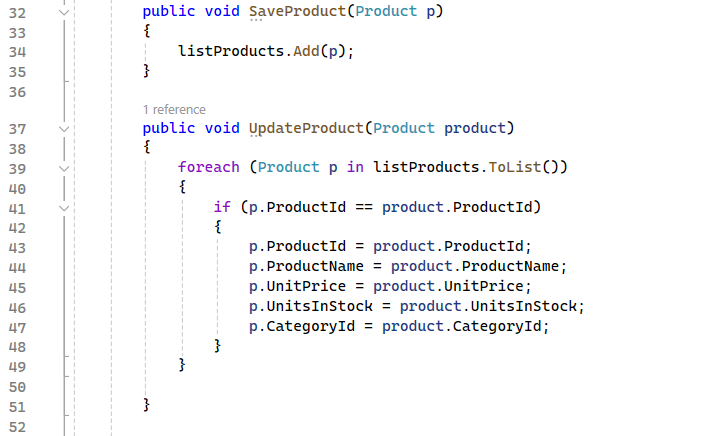 32 public void SaveProduct(Product p)
33 {
34 listProducts.Add(p);
35 }
36
1 reference
37 public void UpdateProduct(Product product)
38 {
39 foreach (Product p in listProducts.ToList())
40 {
41 if (p.ProductId == product.ProductId)
42 {
43 p.ProductId = product.ProductId;
44 p.ProductName = product.ProductName;
45 p.UnitPrice = product.UnitPrice;
46 p.UnitsInStock = product.UnitsInStock;
47 p.CategoryId = product.CategoryId;
48 }
49 }
50
51 }
52